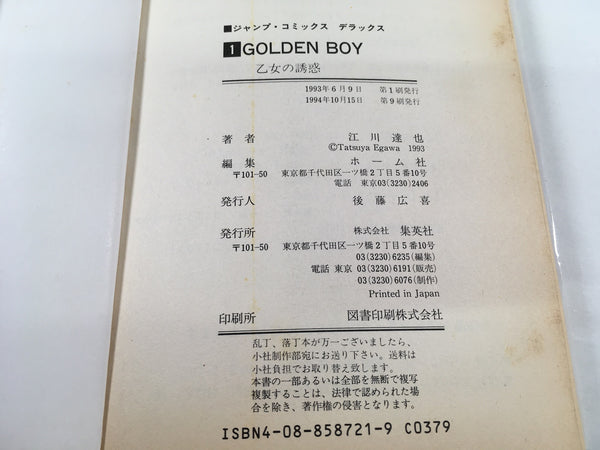 ■ジャンプ・コミックス デラックス
1 GOLDEN BOY
乙女の誘惑
1993年6月9日 第1刷発行
1994年10月15日 第9刷発行
著者 江川達也
©Tatsuya Egawa 1993
編集 ホーム社
〒101-50 東京都千代田区一ツ橋2丁目5番10号
電話 東京03(3230)2406
発行人 後藤広喜
発行所 株式会社 集英社
〒101-50 東京都千代田区一ツ橋2丁目5番10号
03(3230)6235(編集)
電話 東京 03(3230)6191(販売)
03(3230)6076(制作)
Printed in Japan
印刷所 図書印刷株式会社
乱丁、落丁本が万一ございましたら、
小社制作部宛にお送り下さい。送料は
小社負担でお取り替え致します。
本書の一部あるいは全部を無断で複写
複製することは、法律で認められた場
合を除き、著作権の侵害となります。
ISBN4-08-858721-9 C0379